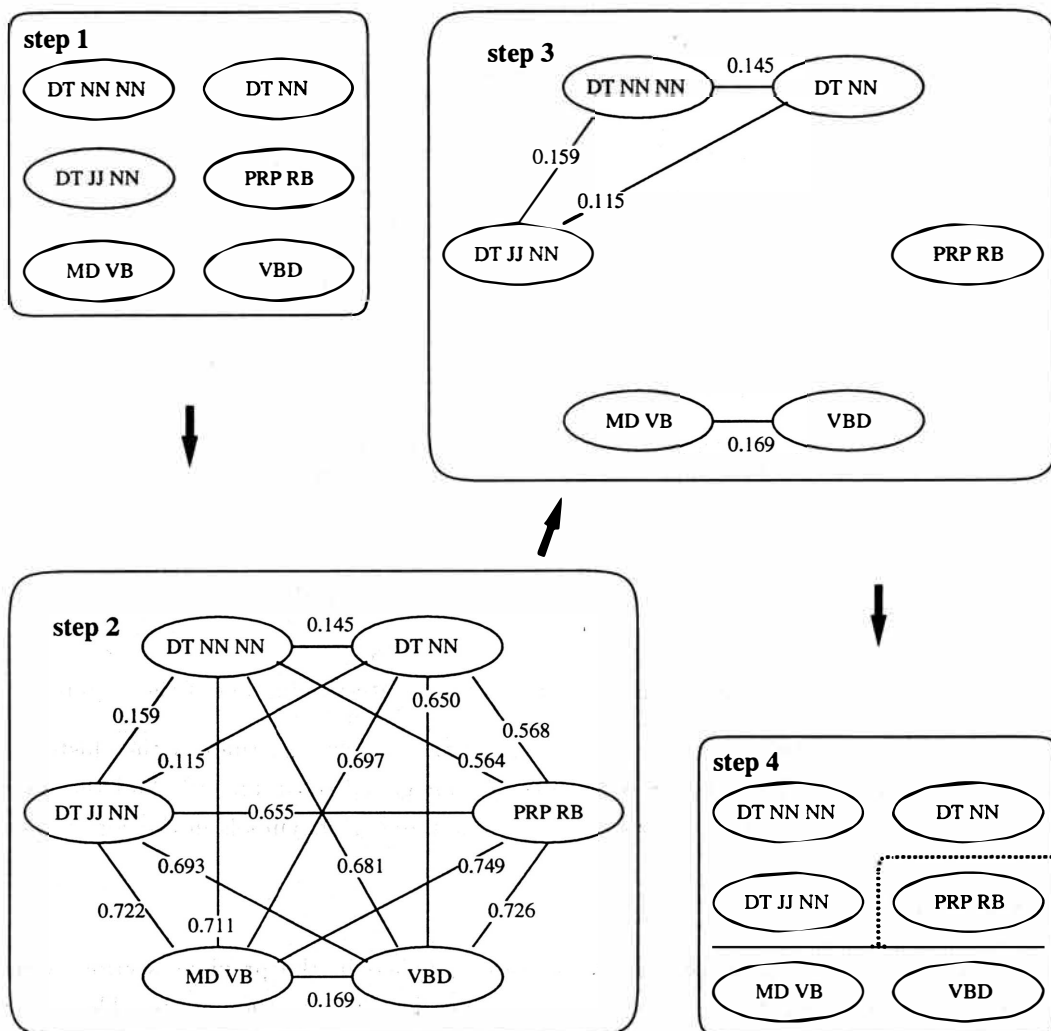 step 1
DT NN NN
DT NN
DT JJ NN
PRP RB
MD VB
VBD
step 3
0.145
DT NN NN
DT NN
0.159
0.115
DT JJ NN
PRP RB
MD VB
VBD
0.169
step 2
0.145
DT NN NN
DT NN
0.650
0.159
0.568
0.115
0.697
0.564
DT JJ NN
0.655
PRP RB
0.693
0.681
0.749
0.722
0.711
0.726
MD VB
VBD
0.169
step 4
DT NN NN
DT NN
DT JJ NN
PRP RB
MD VB
VBD